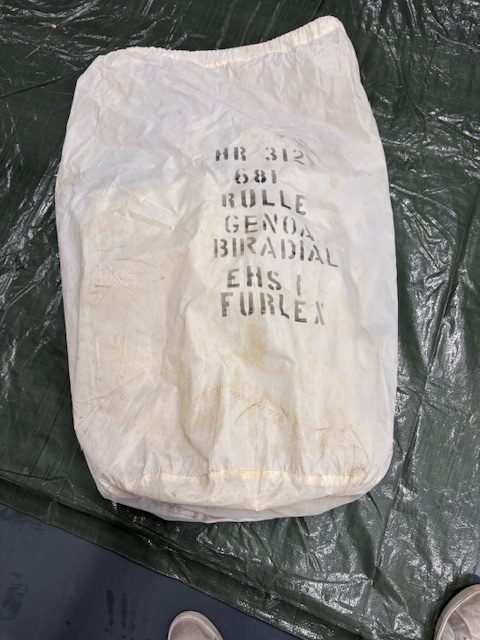 HR 312
681
RULLE
GENOA
BIRADIAL
EHS 1
FURLEX